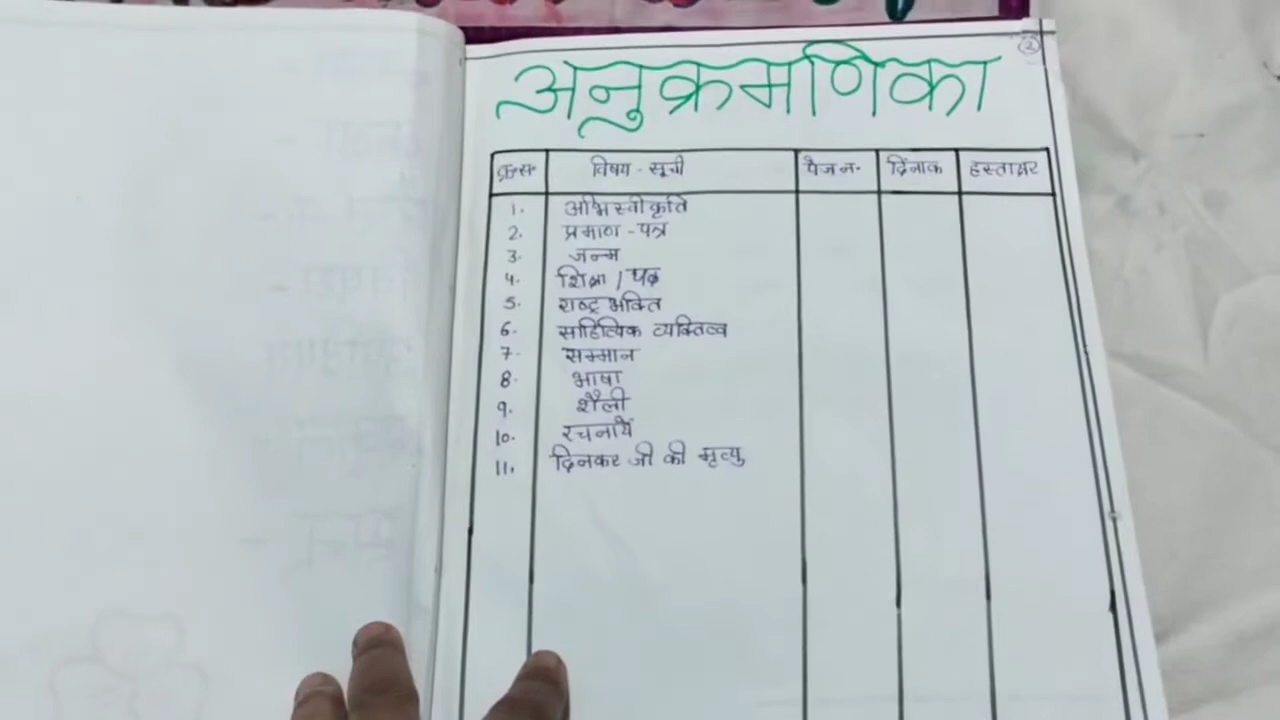 2
अनुक्रमणिका
क्र॰स॰ विषय - सूची पेज न॰ दिंनाक हस्ताक्षर
1. अभिस्वीकृति
2. प्रमाण - पत्र
3. जन्म
4. शिक्षा / पद
5. राष्ट्र भक्ति
6. साहित्यिक व्यक्तित्व
7. सम्मान
8. भाषा
9. शैली
10. रचनायें
11. दिनकर जी की मृत्यु